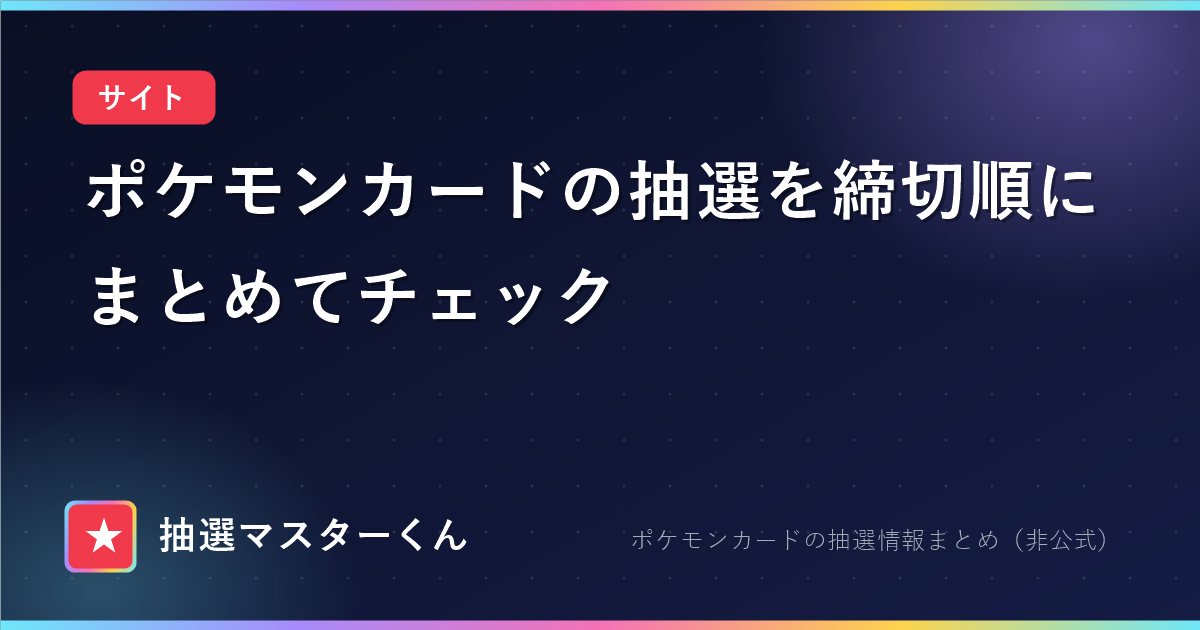 サイト
ポケモンカードの抽選を締切順に
まとめてチェック
抽選マスターくん
ポケモンカードの抽選情報まとめ（非公式）